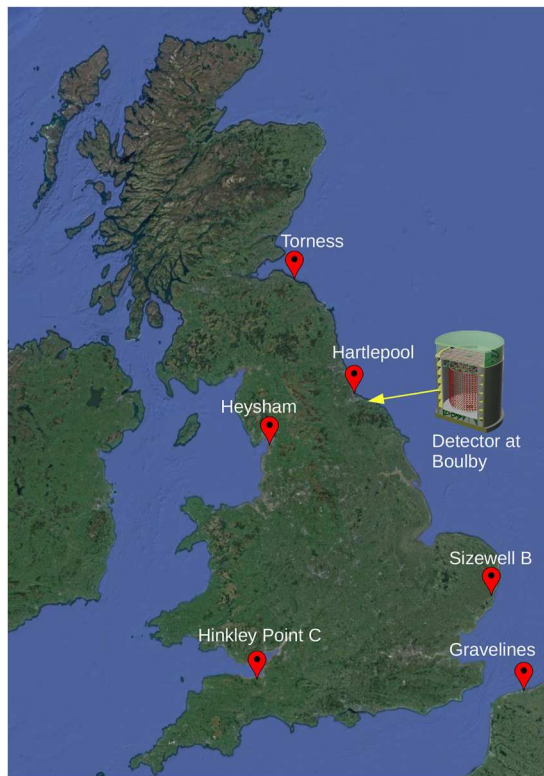 Torness
Hartlepool
Heysham
Detector at
Boulby
Sizewell B
Hinkley Point C
Gravelines